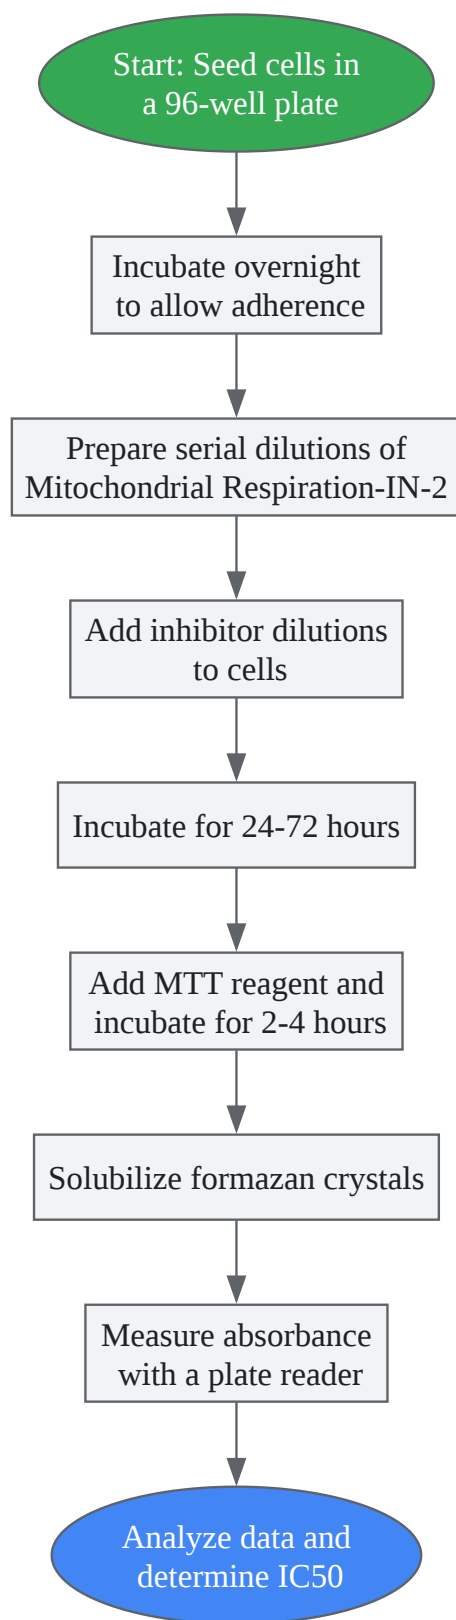 Start: Seed cells in
a 96-well plate
Incubate overnight
to allow adherence
Prepare serial dilutions of
Mitochondrial Respiration-IN-2
Add inhibitor dilutions
to cells
Incubate for 24-72 hours
Add MTT reagent and
incubate for 2-4 hours
Solubilize formazan crystals
Measure absorbance
with a plate reader
Analyze data and
determine IC50